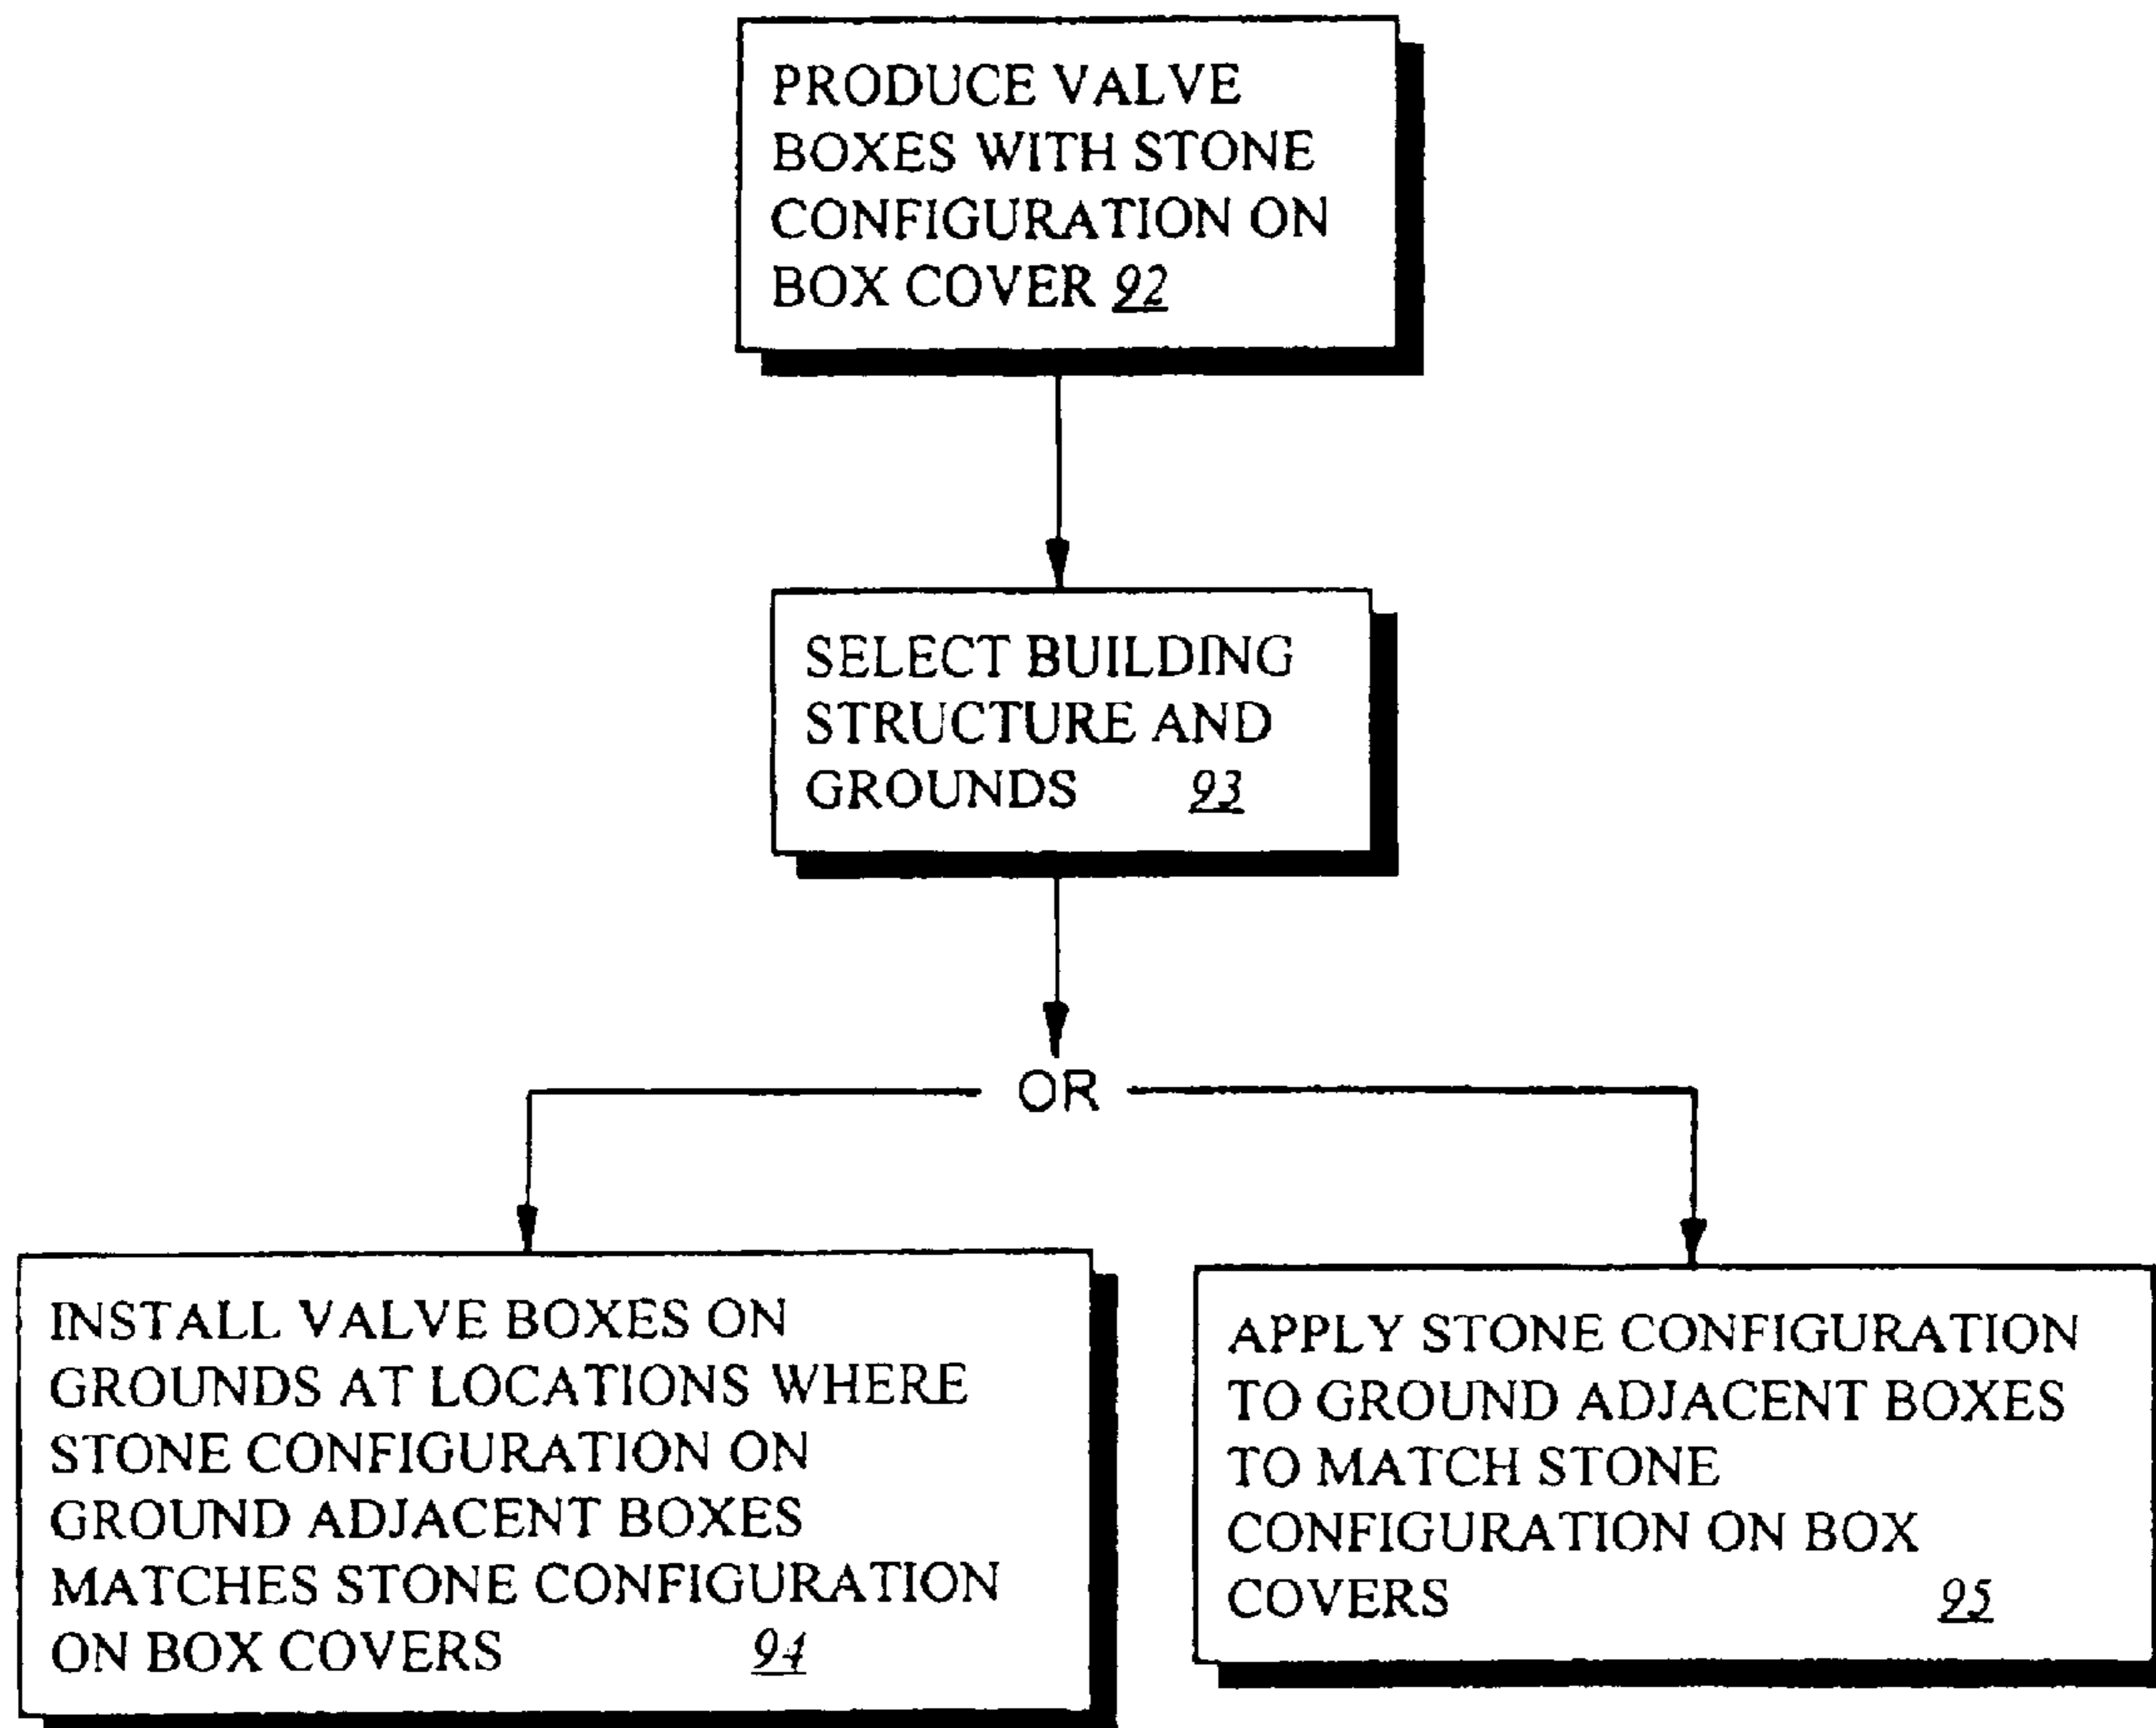 PRODUCE VALVE
BOXES WITH STONE
CONFIGURATION ON
BOX COVER 92
SELECT BUILDING
STRUCTURE AND
GROUNDS 93
OR
INSTALL VALVE BOXES ON
GROUNDS AT LOCATIONS WHERE
STONE CONFIGURATION ON
GROUND ADJACENT BOXES
MATCHES STONE CONFIGURATION
ON BOX COVERS 94
APPLY STONE CONFIGURATION
TO GROUND ADJACENT BOXES
TO MATCH STONE
CONFIGURATION ON BOX
COVERS 95